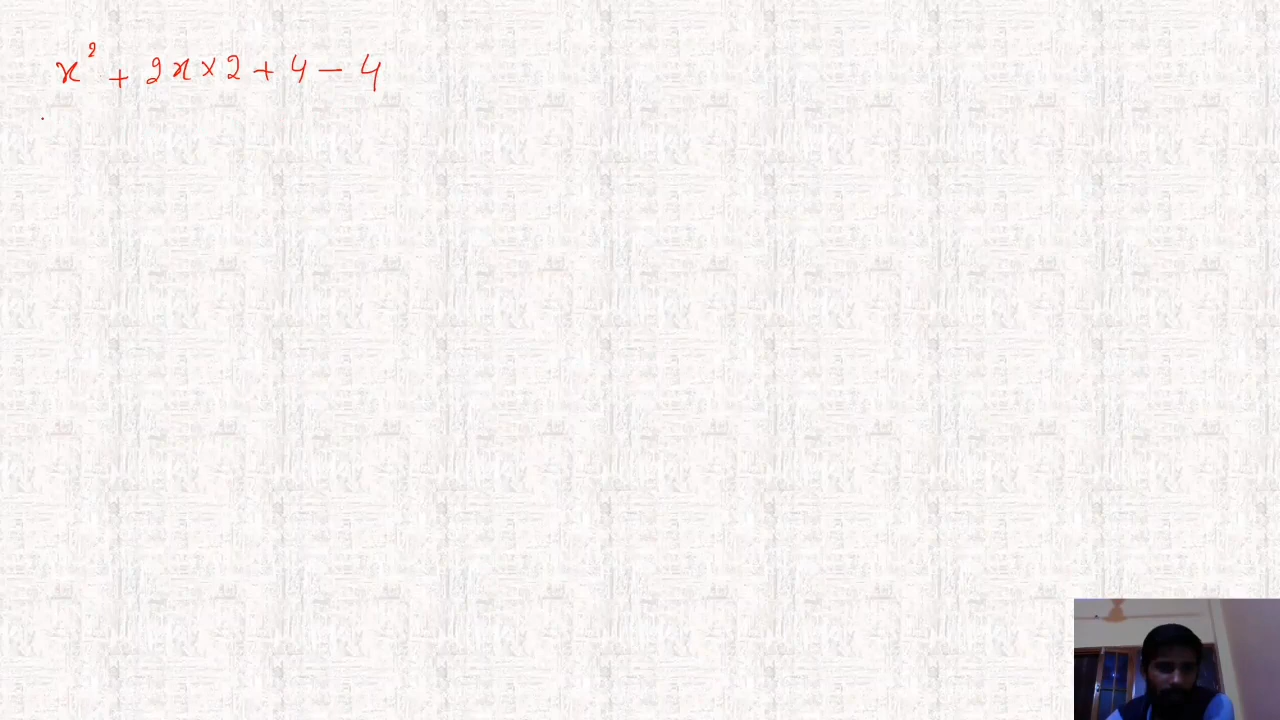 x² + 2x × 2 + 4 - 4